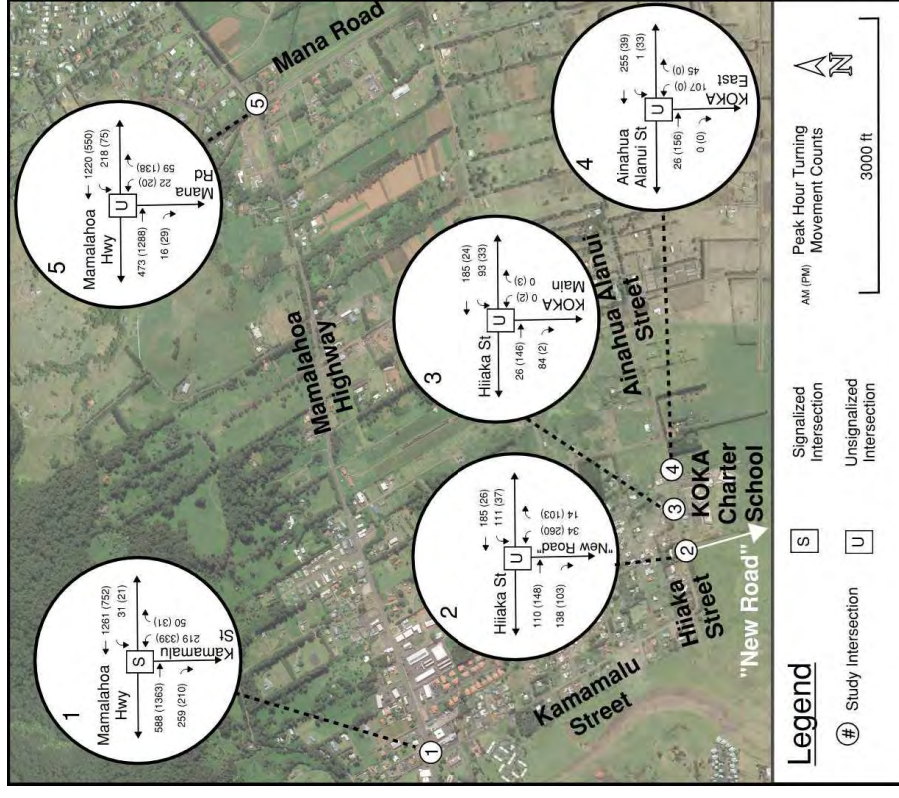 1
Mamalahoa
Hwy
1261 (752)
31 (21)
S
588 (1363)
259 (210)
219 (339)
50 (31)
Kamamalu
St
2
Hiiaka St
185 (26)
111 (37)
U
110 (148)
138 (103)
34 (260)
14 (103)
"New Road"
3
Hiiaka St
185 (24)
93 (33)
U
26 (146)
84 (2)
0 (2)
0 (3)
KOKA
Main
4
Ainahua
Alanui St
255 (39)
1 (33)
U
26 (156)
0 (0)
107 (0)
45 (0)
KOKA
East
5
Mamalahoa
Hwy
1220 (550)
218 (75)
U
473 (1288)
16 (29)
22 (20)
59 (138)
Mana
Rd
Mamalahoa
Highway
Mana Road
Kamamalu
Street
Hiiaka
Street
Ainahua Alanui
Street
KOKA
Charter
School
"New Road"
1
2
3
4
5
Legend
# Study Intersection
S Signalized
Intersection
U Unsignalized
Intersection
AM (PM) Peak Hour Turning
Movement Counts
N
3000 ft